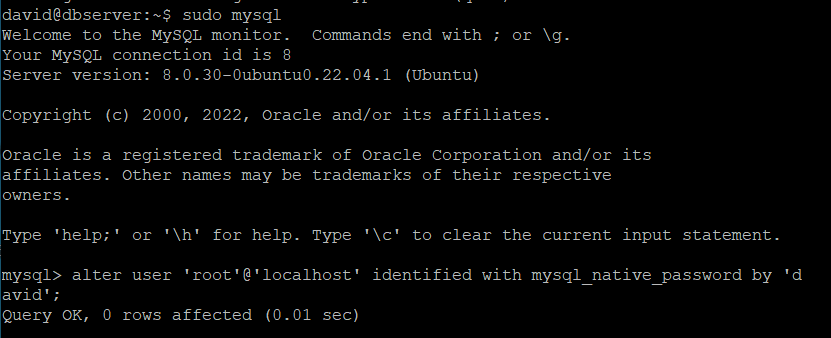 david@dbserver:~$ sudo mysql
Welcome to the MySQL monitor.  Commands end with ; or \g.
Your MySQL connection id is 8
Server version: 8.0.30-0ubuntu0.22.04.1 (Ubuntu)
Copyright (c) 2000, 2022, Oracle and/or its affiliates.
Oracle is a registered trademark of Oracle Corporation and/or its
affiliates. Other names may be trademarks of their respective
owners.
Type 'help;' or '\h' for help. Type '\c' to clear the current input statement.
mysql> alter user 'root'@'localhost' identified with mysql_native_password by 'd
avid';
Query OK, 0 rows affected (0.01 sec)